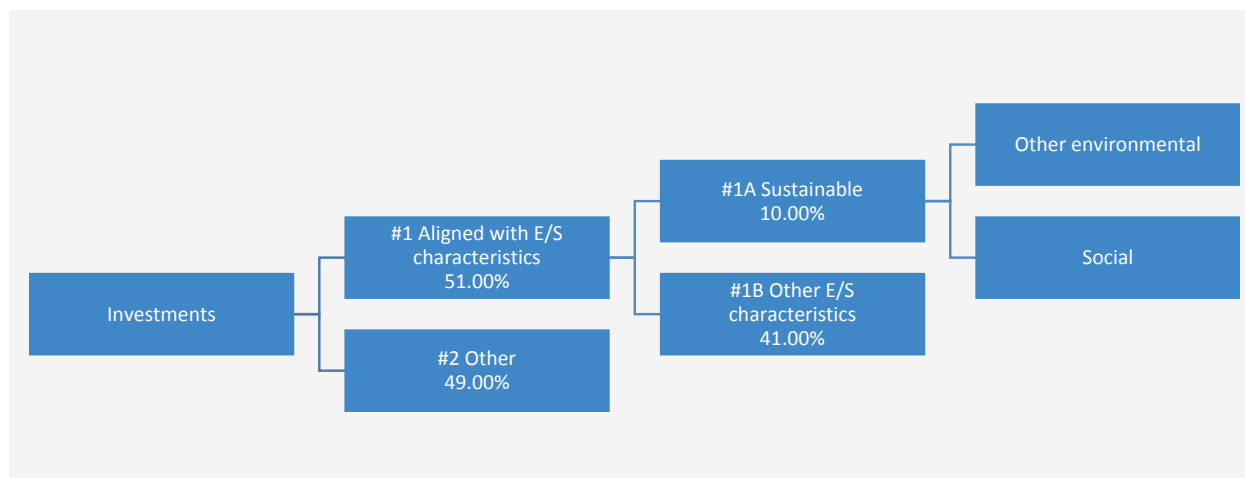 Investments
#1 Aligned with E/S
characteristics
51.00%
#2 Other
49.00%
#1A Sustainable
10.00%
#1B Other E/S
characteristics
41.00%
Other environmental
Social